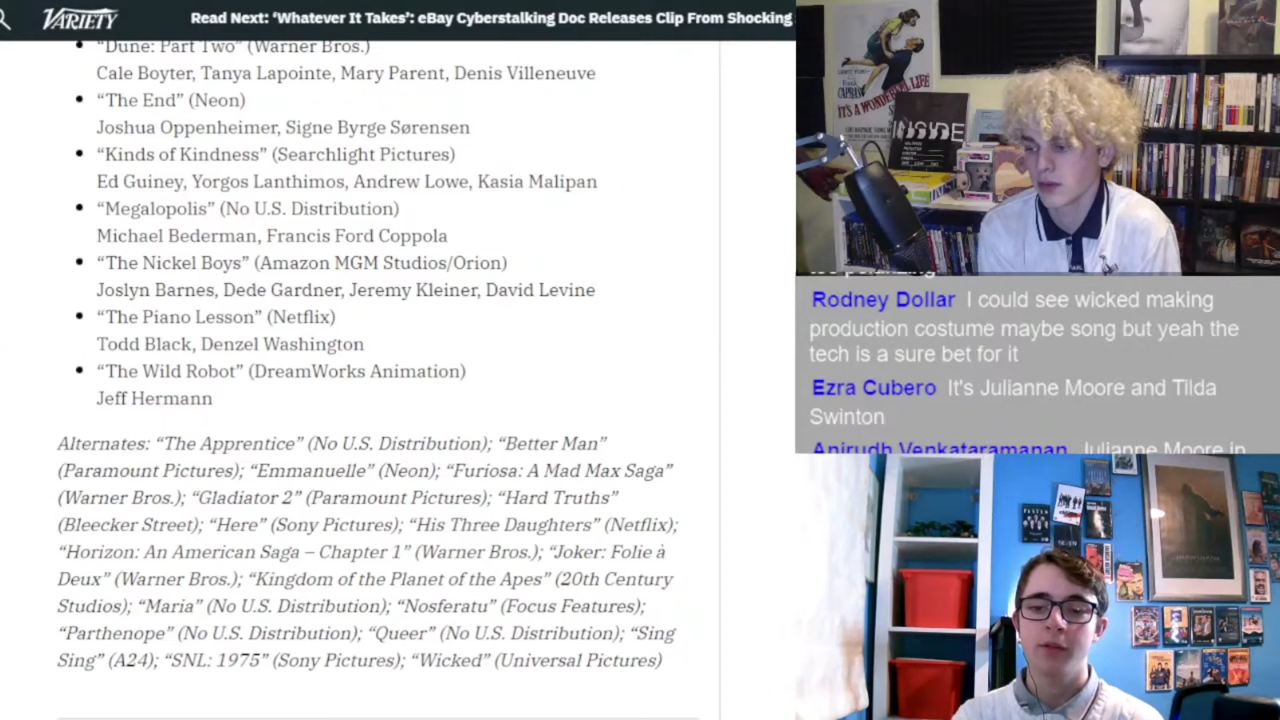 VARIETY
Read Next: ‘Whatever It Takes’: eBay Cyberstalking Doc Releases Clip From Shocking
• “Dune: Part Two” (Warner Bros.)
Cale Boyter, Tanya Lapointe, Mary Parent, Denis Villeneuve
• “The End” (Neon)
Joshua Oppenheimer, Signe Byrge Sørensen
• “Kinds of Kindness” (Searchlight Pictures)
Ed Guiney, Yorgos Lanthimos, Andrew Lowe, Kasia Malipan
• “Megalopolis” (No U.S. Distribution)
Michael Bederman, Francis Ford Coppola
• “The Nickel Boys” (Amazon MGM Studios/Orion)
Joslyn Barnes, Dede Gardner, Jeremy Kleiner, David Levine
• “The Piano Lesson” (Netflix)
Todd Black, Denzel Washington
• “The Wild Robot” (DreamWorks Animation)
Jeff Hermann
Alternates: “The Apprentice” (No U.S. Distribution); “Better Man”
(Paramount Pictures); “Emmanuelle” (Neon); “Furiosa: A Mad Max Saga”
(Warner Bros.); “Gladiator 2” (Paramount Pictures); “Hard Truths”
(Bleecker Street); “Here” (Sony Pictures); “His Three Daughters” (Netflix);
“Horizon: An American Saga – Chapter 1” (Warner Bros.); “Joker: Folie à
Deux” (Warner Bros.); “Kingdom of the Planet of the Apes” (20th Century
Studios); “Maria” (No U.S. Distribution); “Nosferatu” (Focus Features);
“Parthenope” (No U.S. Distribution); “Queer” (No U.S. Distribution); “Sing
Sing” (A24); “SNL: 1975” (Sony Pictures); “Wicked” (Universal Pictures)
IT'S A WONDERFUL LIFE
INSIDE
polarizing
Rodney Dollar I could see wicked making
production costume maybe song but yeah the
tech is a sure bet for it
Ezra Cubero It's Julianne Moore and Tilda
Swinton
Anirudh Venkataramanan Julianne Moore in